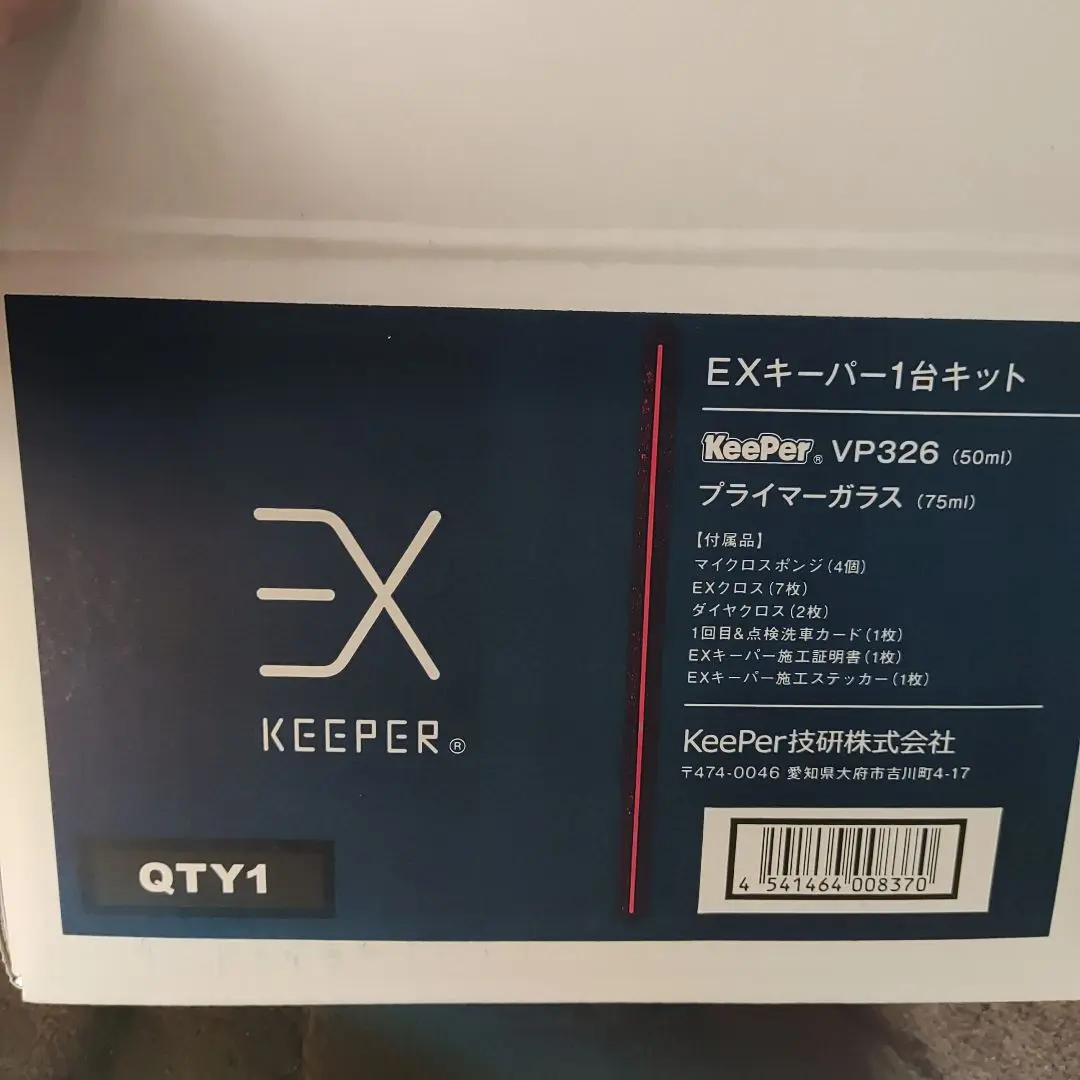 EX
KEEPER®
QTY1
EXキーパー1台キット
KeePer® VP326（50ml）
プライマーガラス（75ml）
【付属品】
マイクロスポンジ（4個）
EXクロス（7枚）
ダイヤクロス（2枚）
1回目&点検洗車カード（1枚）
EXキーパー施工証明書（1枚）
EXキーパー施工ステッカー（1枚）
KeePer技研株式会社
〒474-0046 愛知県大府市吉川町4-17
4 541464 008370